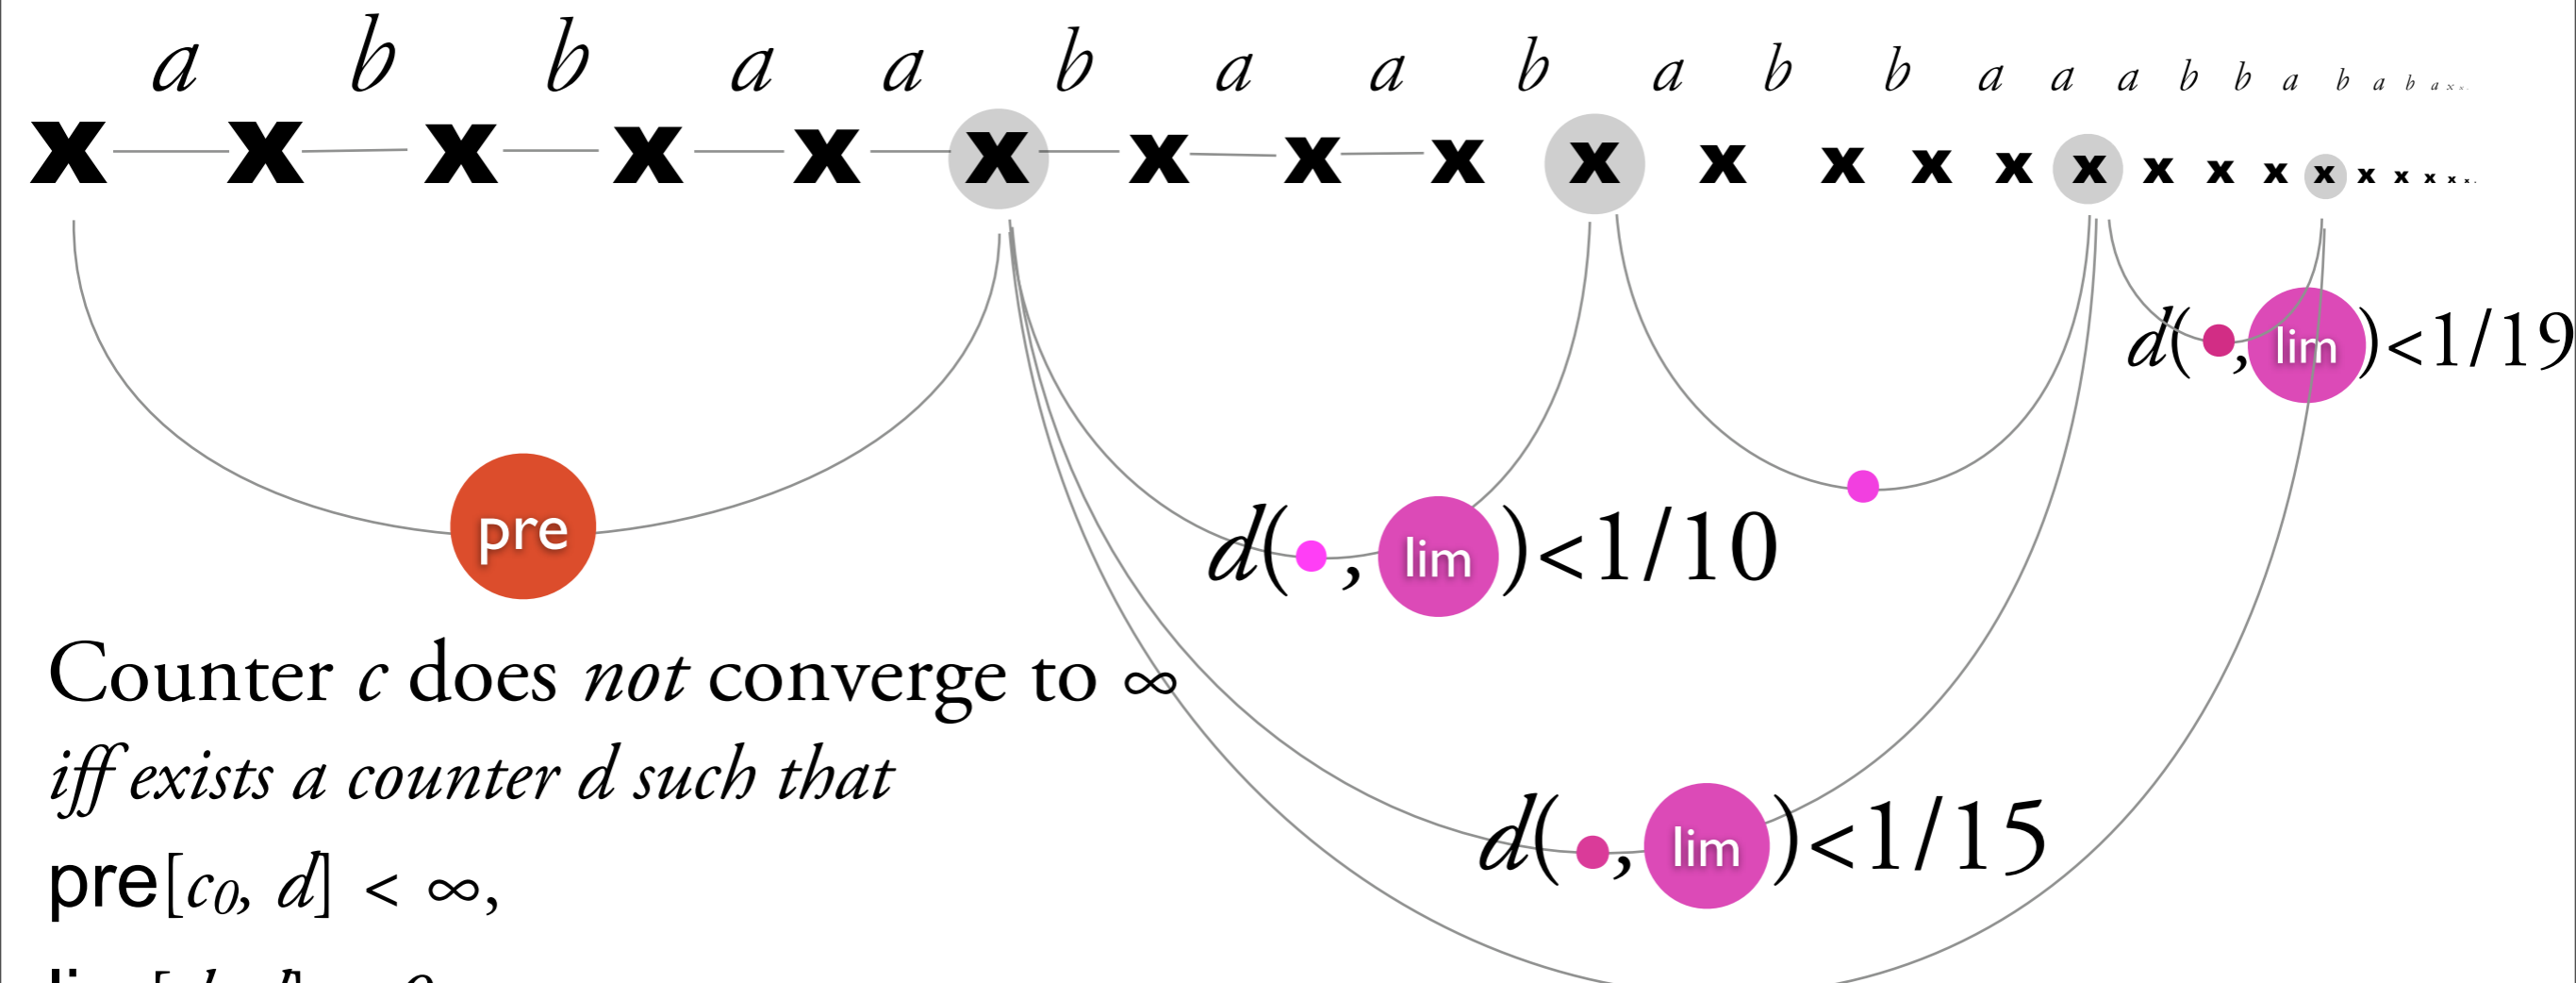 a b b a a b a a b a b b a a a b b a b a b a x x
x x x x x x x x x x x x x x x x x x x x x x x x x
d( , lim )<1/19
pre
d( , lim )<1/10
Counter c does not converge to ∞
iff exists a counter d such that
d( , lim )<1/15
pre[c0, d] < ∞,